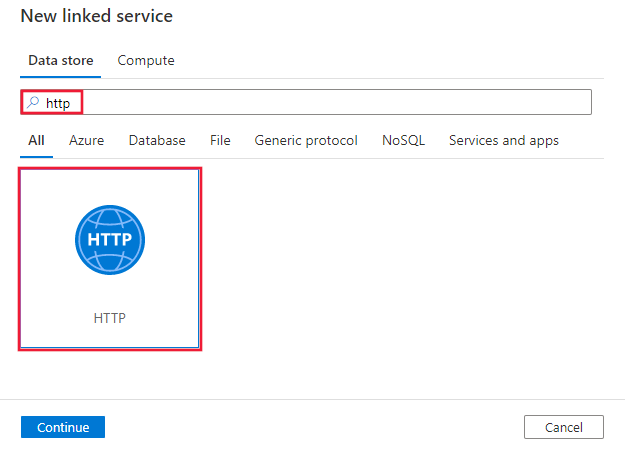 New linked service
Data store Compute
http
All Azure Database File Generic protocol NoSQL Services and apps
HTTP
HTTP
Continue Cancel